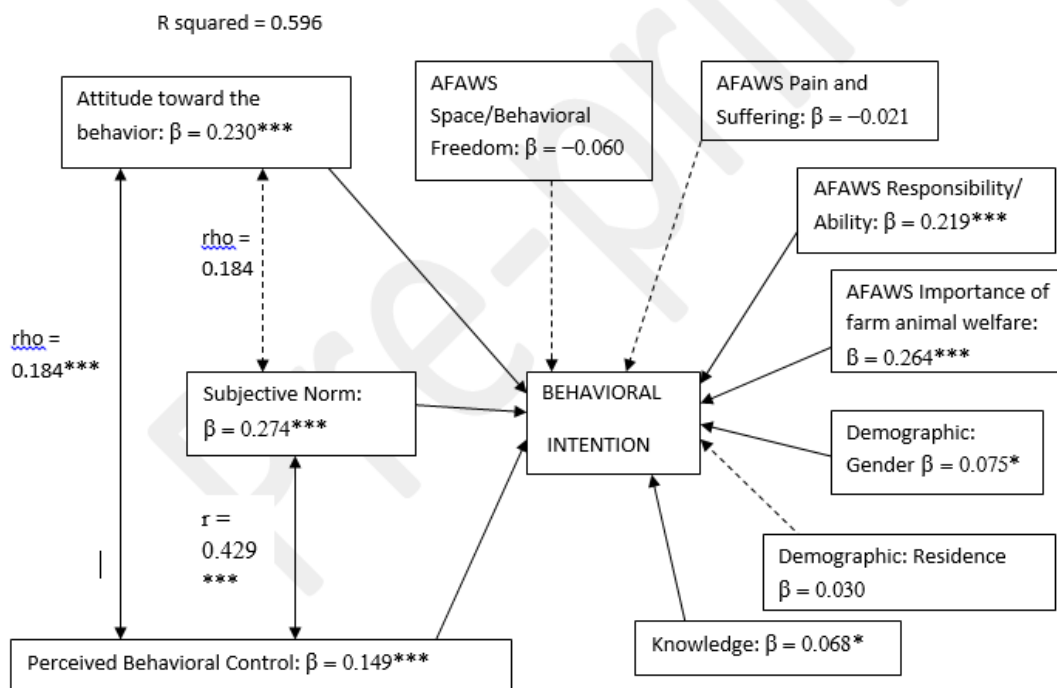 R squared = 0.596
Attitude toward the
behavior: β = 0.230***
AFAWS
Space/Behavioral
Freedom: β = −0.060
AFAWS Pain and
Suffering: β = −0.021
AFAWS Responsibility/
Ability: β = 0.219***
rho =
0.184
AFAWS Importance of
farm animal welfare:
β = 0.264***
rho =
0.184***
Subjective Norm:
β = 0.274***
BEHAVIORAL
INTENTION
Demographic:
Gender β = 0.075*
r =
0.429
***
Demographic: Residence
β = 0.030
Knowledge: β = 0.068*
Perceived Behavioral Control: β = 0.149***
Pre-print